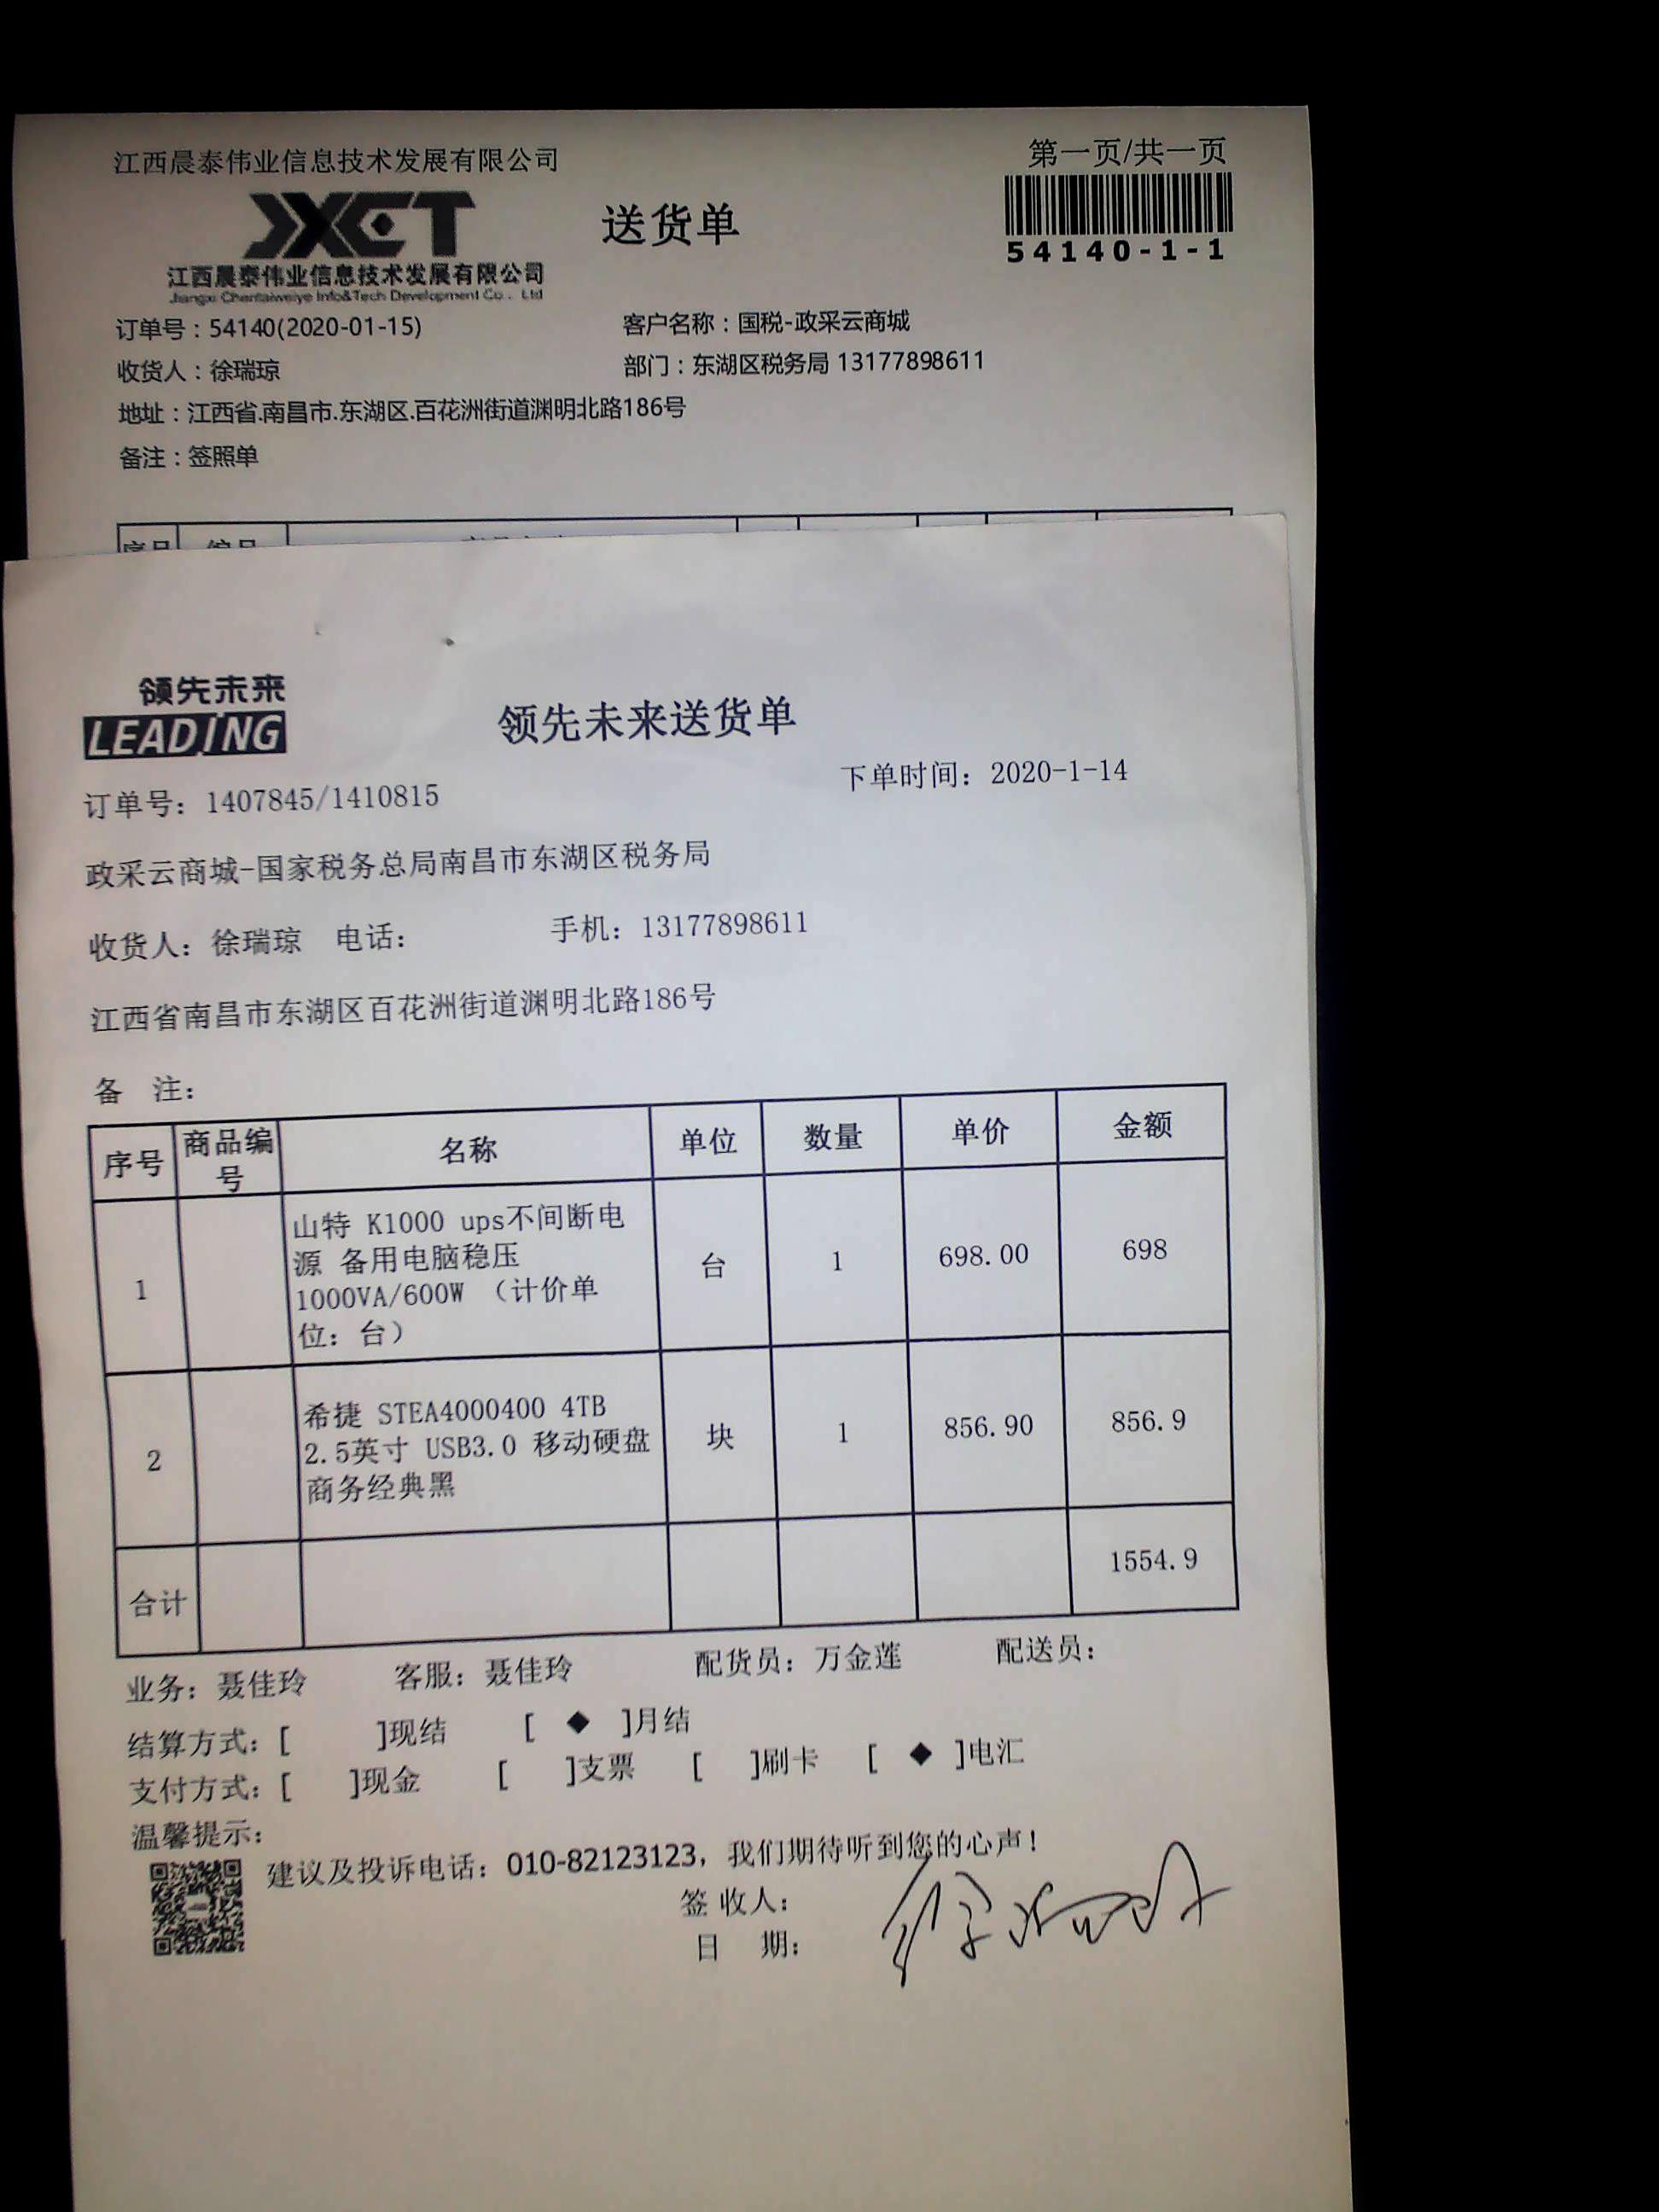 江西晨泰伟业信息技术发展有限公司
第一页/共一页
JXCT
送货单
江西晨泰伟业信息技术发展有限公司
Jiangxi Chentaiweiye Info&Tech Development Co., Ltd
54140-1-1
订单号：54140(2020-01-15)
客户名称：国税-政采云商城
收货人：徐瑞琼
部门：东湖区税务局 13177898611
地址：江西省.南昌市.东湖区.百花洲街道渊明北路186号
备注：签照单
序号 编号
领先未来
LEADING
领先未来送货单
下单时间：2020-1-14
订单号：1407845/1410815
政采云商城-国家税务总局南昌市东湖区税务局
收货人：徐瑞琼 电话： 手机：13177898611
江西省南昌市东湖区百花洲街道渊明北路186号
备 注：
序号 商品编号 名称 单位 数量 单价 金额
1 山特 K1000 ups不间断电
源 备用电脑稳压
1000VA/600W （计价单
位：台） 台 1 698.00 698
2 希捷 STEA4000400 4TB
2.5英寸 USB3.0 移动硬盘
商务经典黑 块 1 856.90 856.9
合计 1554.9
业务：聂佳玲 客服：聂佳玲 配货员：万金莲 配送员：
结算方式：[ ]现结 [ ◆ ]月结
支付方式：[ ]现金 [ ]支票 [ ]刷卡 [ ◆ ]电汇
温馨提示：
建议及投诉电话：010-82123123，我们期待听到您的心声！
签收人：
日 期：